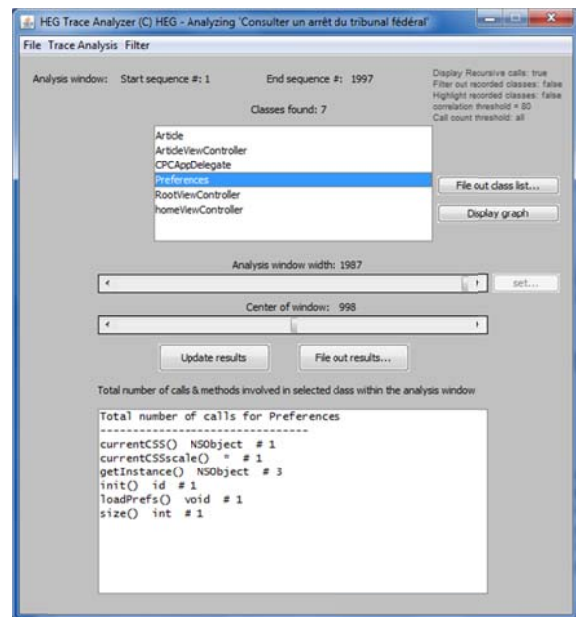 HEG Trace Analyzer (C) HEG - Analyzing 'Consulter un arrêt du tribunal fédéral'
File Trace Analysis Filter
Analysis window: Start sequence #: 1 End sequence #: 1997
Display Recursive calls: true
Filter out recorded classes: false
Highlight recorded classes: false
correlation threshold = 80
Call count threshold: all
Classes found: 7
Article
ArticleViewController
CPCAppDelegate
Preferences
RootViewController
homeViewController
File out class list...
Display graph
Analysis window width: 1987
set...
Center of window: 998
Update results
File out results...
Total number of calls & methods involved in selected class within the analysis window
Total number of calls for Preferences
--------------------------------
currentCSS() NSObject # 1
currentCSSscale() * # 1
getInstance() NSObject # 3
init() id # 1
loadPrefs() void # 1
size() int # 1